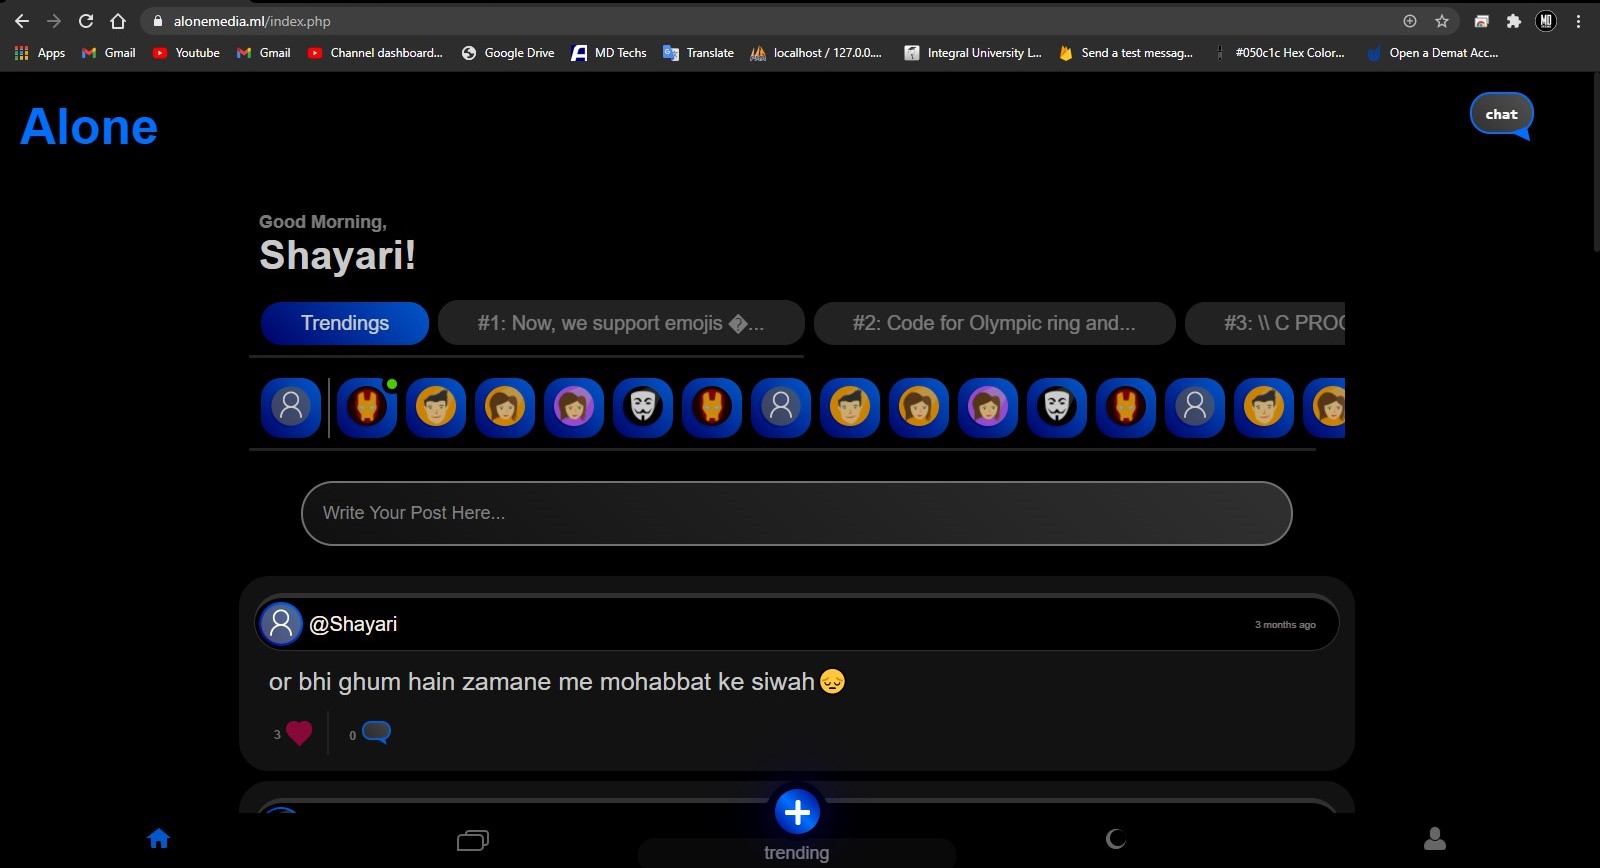 alonemedia.ml/index.php
Apps Gmail Youtube Gmail Channel dashboard... Google Drive MD Techs Translate localhost / 127.0.0.... Integral University L... Send a test messag... #050c1c Hex Color... Open a Demat Acc...
Alone
chat
Good Morning,
Shayari!
Trendings #1: Now, we support emojis �... #2: Code for Olympic ring and... #3: \\ C PROG
Write Your Post Here...
@Shayari 3 months ago
or bhi ghum hain zamane me mohabbat ke siwah😔
3 0
trending